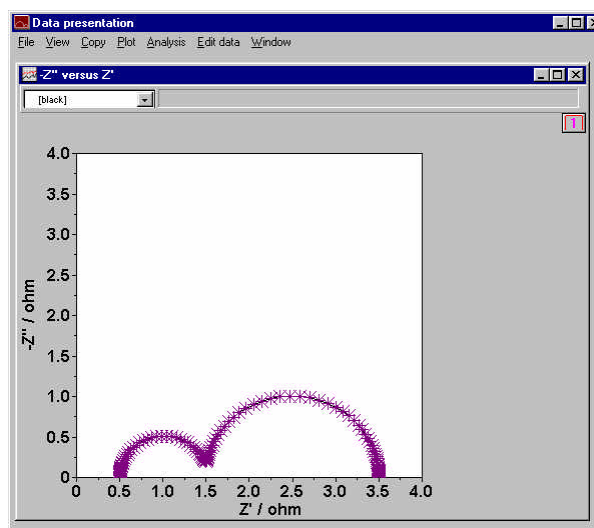 Data presentation
File View Copy Plot Analysis Edit data Window
-Z" versus Z'
[black]
1
4.0
3.5
3.0
2.5
2.0
1.5
1.0
0.5
0
-Z" / ohm
0 0.5 1.0 1.5 2.0 2.5 3.0 3.5 4.0
Z' / ohm